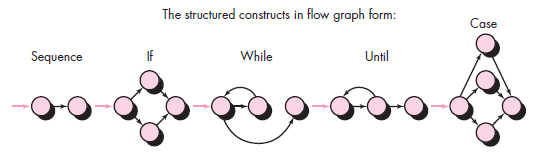 The structured constructs in flow graph form:
Sequence
If
While
Until
Case